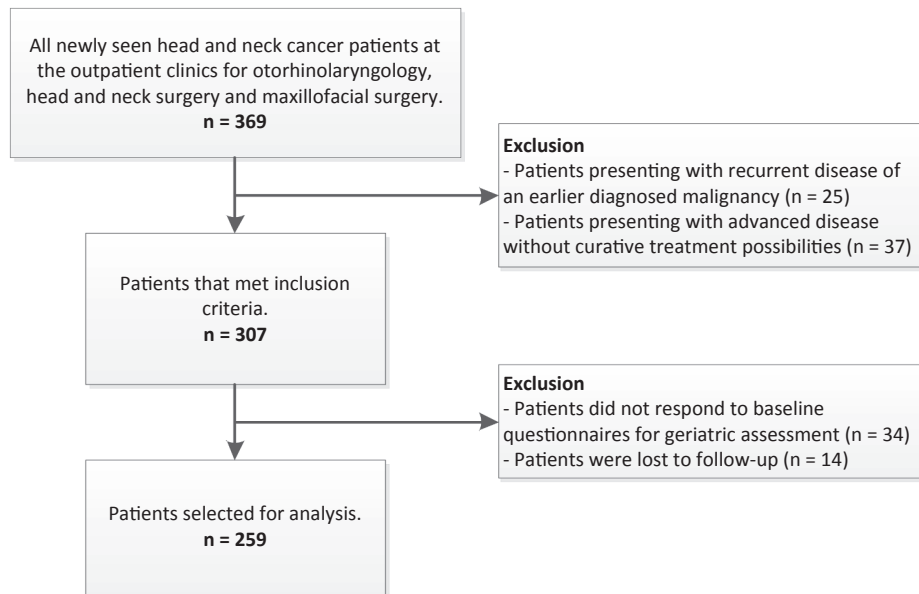 All newly seen head and neck cancer patients at
the outpatient clinics for otorhinolaryngology,
head and neck surgery and maxillofacial surgery.
n = 369
Exclusion
- Patients presenting with recurrent disease of
an earlier diagnosed malignancy (n = 25)
- Patients presenting with advanced disease
without curative treatment possibilities (n = 37)
Patients that met inclusion
criteria.
n = 307
Exclusion
- Patients did not respond to baseline
questionnaires for geriatric assessment (n = 34)
- Patients were lost to follow-up (n = 14)
Patients selected for analysis.
n = 259